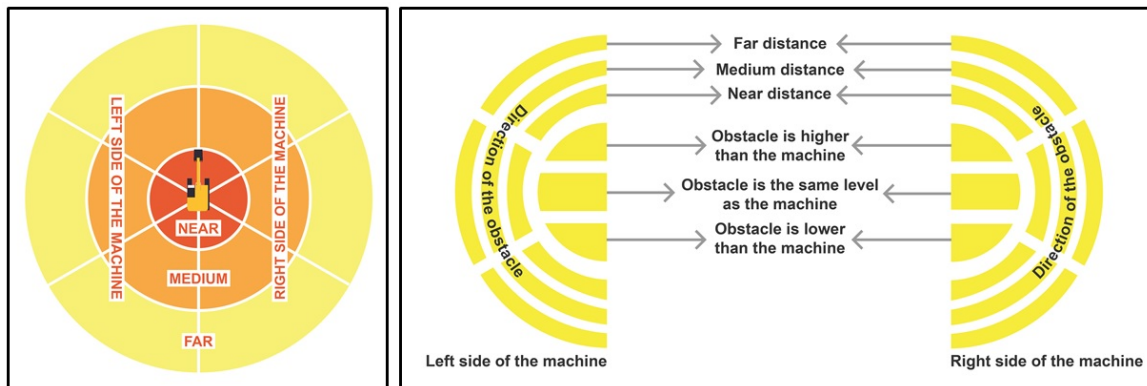 LEFT SIDE OF THE MACHINE
RIGHT SIDE OF THE MACHINE
NEAR
MEDIUM
FAR
Far distance
Medium distance
Near distance
Direction of the obstacle
Direction of the obstacle
Obstacle is higher
than the machine
Obstacle is the same level
as the machine
Obstacle is lower
than the machine
Left side of the machine
Right side of the machine